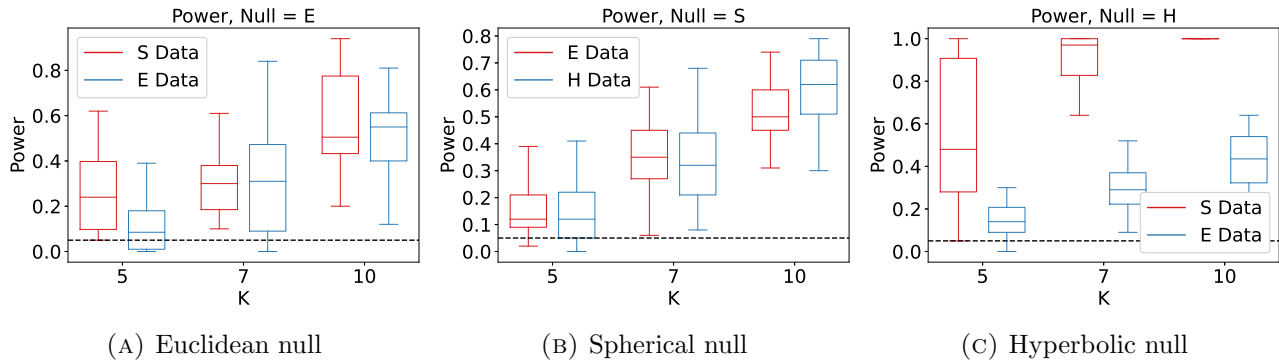 Power, Null = E
S Data
E Data
Power
0.8
0.6
0.4
0.2
0.0
5
7
10
K
(A) Euclidean null
Power, Null = S
E Data
H Data
Power
0.8
0.7
0.6
0.5
0.4
0.3
0.2
0.1
0.0
5
7
10
K
(B) Spherical null
Power, Null = H
Power
1.0
0.8
0.6
0.4
0.2
0.0
S Data
E Data
5
7
10
K
(C) Hyperbolic null